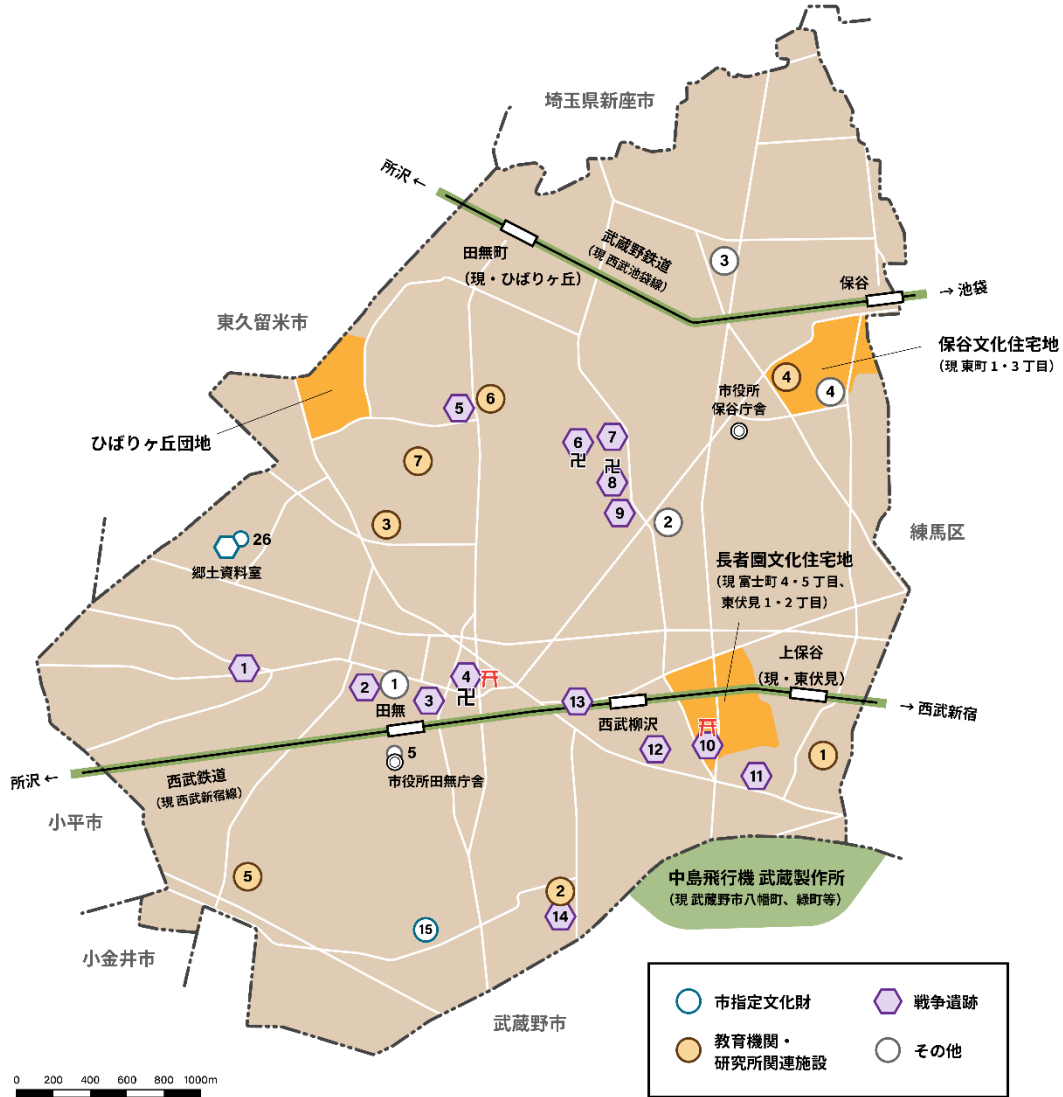 埼玉県新座市
所沢 ←
武蔵野鉄道
（現 西武池袋線）
田無町
（現・ひばりヶ丘）
3
保谷
→ 池袋
東久留米市
保谷文化住宅地
（現 東町 1・3 丁目）
4
4
市役所
保谷庁舎
5
6
ひばりヶ丘団地
6
7
卍
卍
8
7
9
2
3
練馬区
26
郷土資料室
長者園文化住宅地
（現 富士町 4・5 丁目、
東伏見 1・2 丁目）
1
2
1
3
4
卍
田無
13
西武柳沢
上保谷
（現・東伏見）
→ 西武新宿
12
10
11
1
5
市役所田無庁舎
所沢 ←
西武鉄道
（現 西武新宿線）
小平市
5
2
14
15
中島飛行機 武蔵製作所
（現 武蔵野市八幡町、緑町等）
小金井市
武蔵野市
市指定文化財
戦争遺跡
教育機関・
研究所関連施設
その他
0 200 400 600 800 1000m